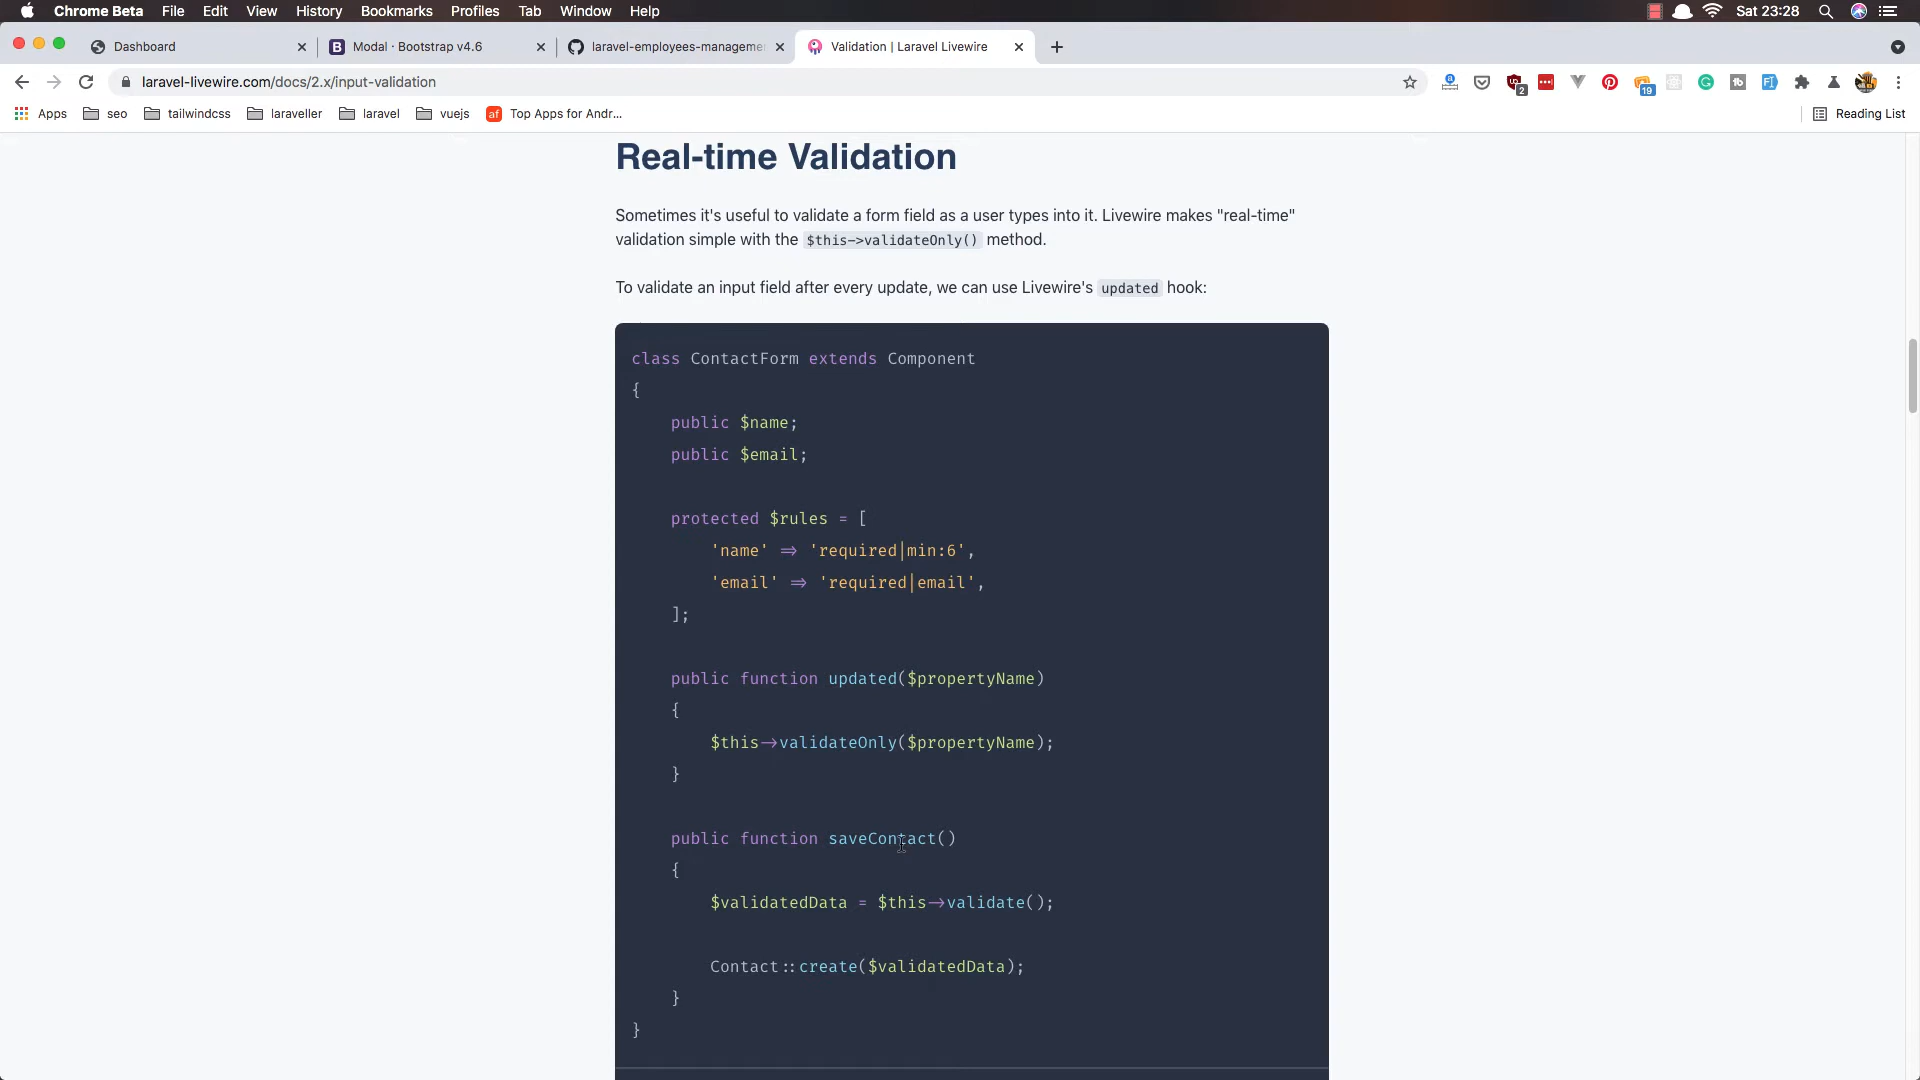 Chrome Beta File Edit View History Bookmarks Profiles Tab Window Help Sat 23:28
Dashboard Modal · Bootstrap v4.6 laravel-employees-manageme Validation | Laravel Livewire
laravel-livewire.com/docs/2.x/input-validation 2 19
Apps seo tailwindcss laraveller laravel vuejs af Top Apps for Andr... Reading List
Real-time Validation
Sometimes it's useful to validate a form field as a user types into it. Livewire makes "real-time"
validation simple with the $this->validateOnly() method.
To validate an input field after every update, we can use Livewire's updated hook:
class ContactForm extends Component
{
public $name;
public $email;
protected $rules = [
'name' => 'required|min:6',
'email' => 'required|email',
];
public function updated($propertyName)
{
$this->validateOnly($propertyName);
}
public function saveContact()
{
$validatedData = $this->validate();
Contact::create($validatedData);
}
}